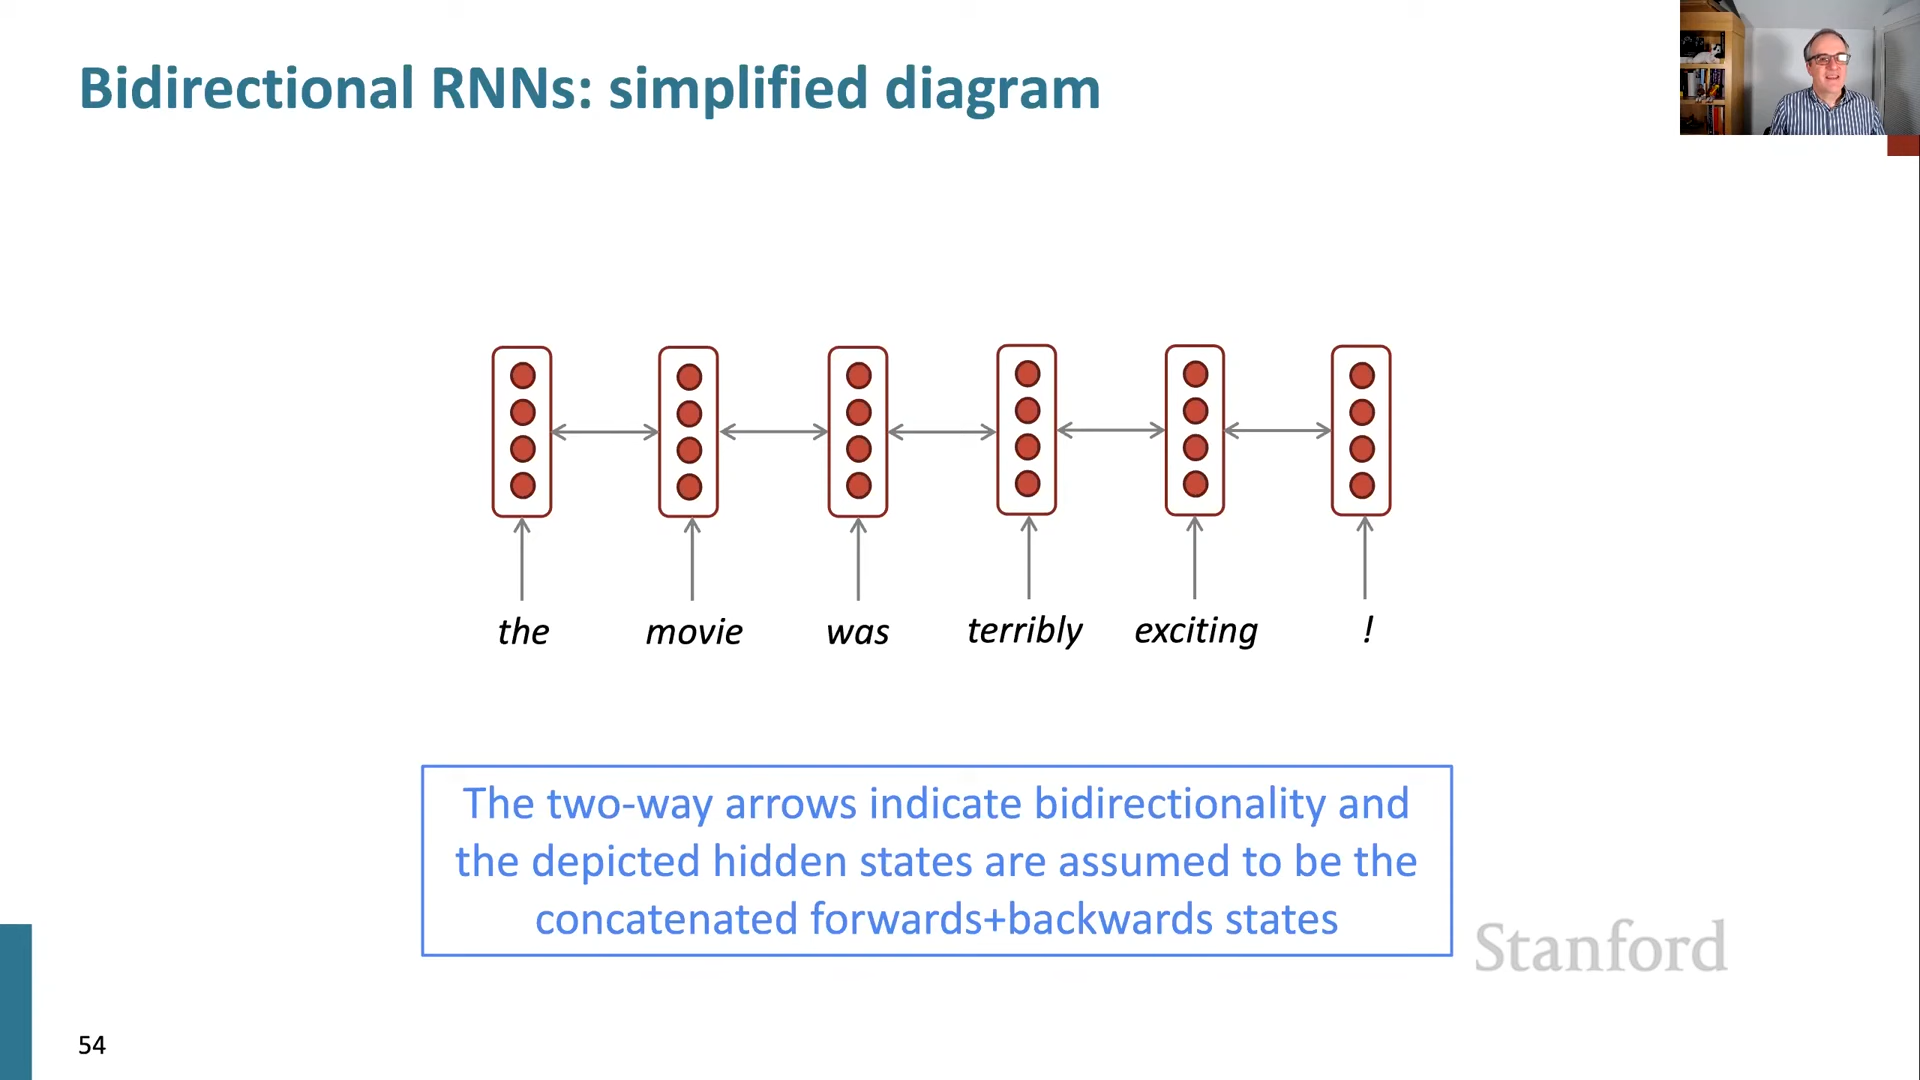 Bidirectional RNNs: simplified diagram
the movie was terribly exciting !
The two-way arrows indicate bidirectionality and
the depicted hidden states are assumed to be the
concatenated forwards+backwards states
Stanford
54